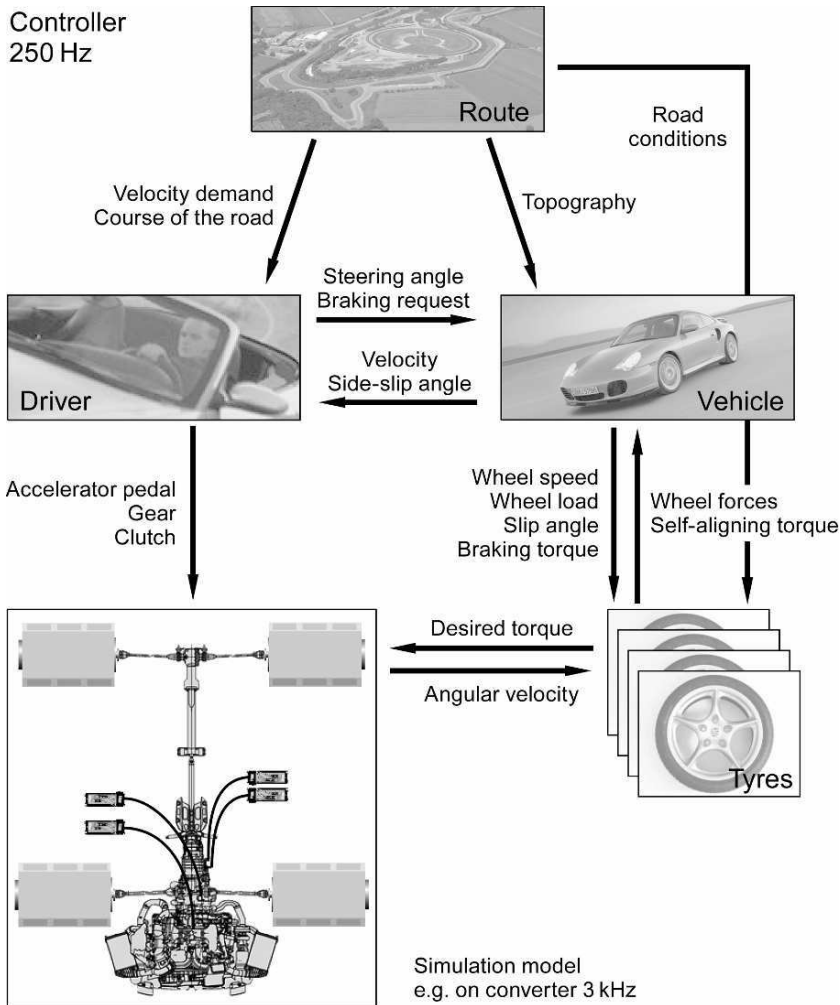 Controller
250 Hz
Route
Road
conditions
Velocity demand
Course of the road
Topography
Steering angle
Braking request
Velocity
Side-slip angle
Driver
Vehicle
Accelerator pedal
Gear
Clutch
Wheel speed
Wheel load
Slip angle
Braking torque
Wheel forces
Self-aligning torque
Desired torque
Angular velocity
Tyres
Simulation model
e.g. on converter 3 kHz